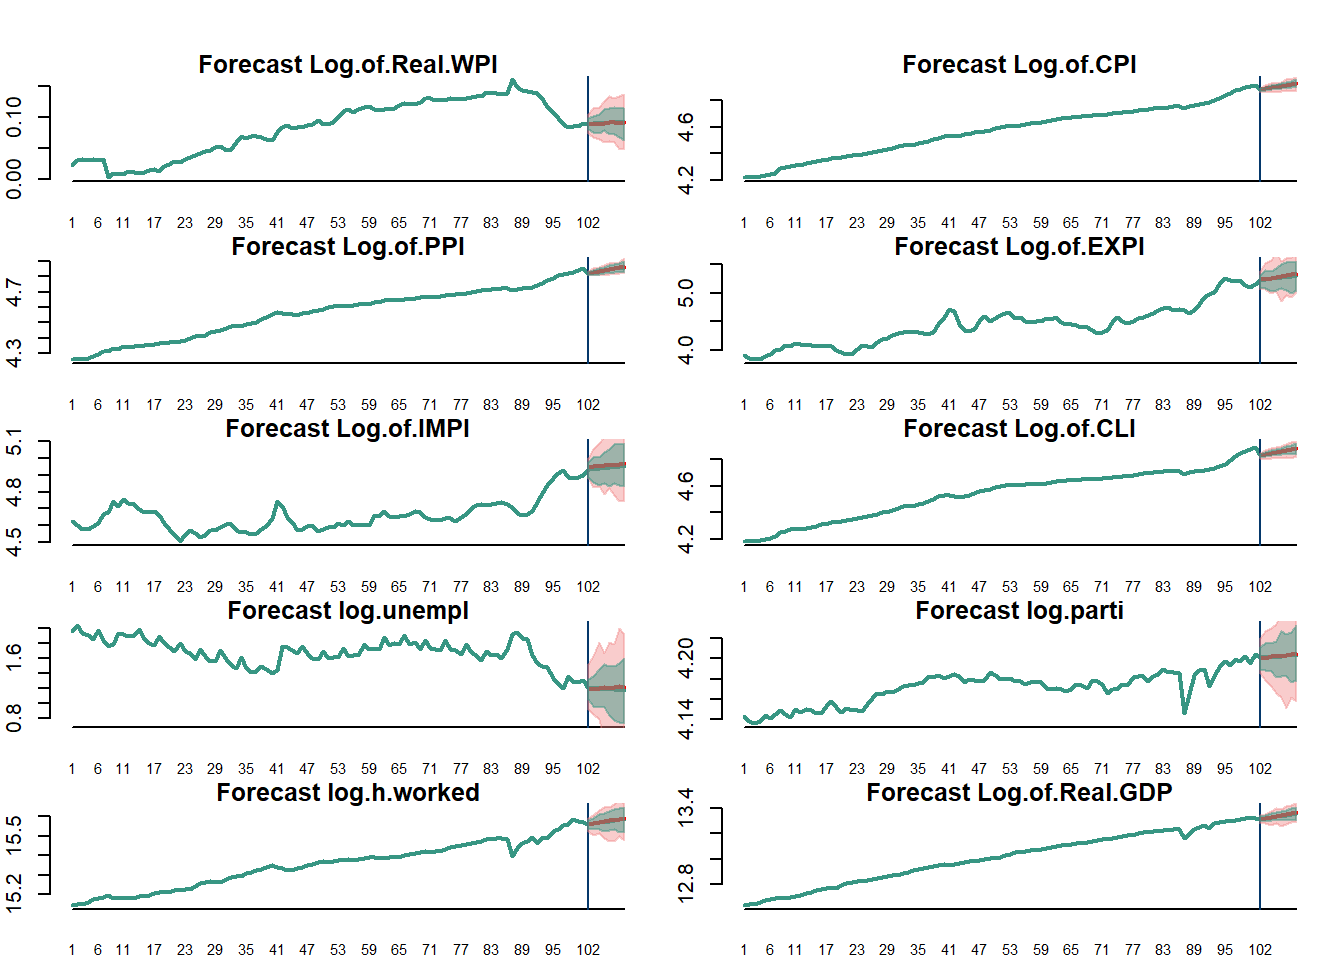 Forecast Log.of.Real.WPI
0.10
0.00
1 6 11 17 23 29 35 41 47 53 59 65 71 77 83 89 95 102
Forecast Log.of.CPI
4.6
4.2
1 6 11 17 23 29 35 41 47 53 59 65 71 77 83 89 95 102
Forecast Log.of.PPI
4.7
4.3
1 6 11 17 23 29 35 41 47 53 59 65 71 77 83 89 95 102
Forecast Log.of.EXPI
5.0
4.0
1 6 11 17 23 29 35 41 47 53 59 65 71 77 83 89 95 102
Forecast Log.of.IMPI
5.1
4.8
4.5
1 6 11 17 23 29 35 41 47 53 59 65 71 77 83 89 95 102
Forecast Log.of.CLI
4.6
4.2
1 6 11 17 23 29 35 41 47 53 59 65 71 77 83 89 95 102
Forecast log.unempl
1.6
0.8
1 6 11 17 23 29 35 41 47 53 59 65 71 77 83 89 95 102
Forecast log.parti
4.20
4.14
1 6 11 17 23 29 35 41 47 53 59 65 71 77 83 89 95 102
Forecast log.h.worked
15.5
15.2
1 6 11 17 23 29 35 41 47 53 59 65 71 77 83 89 95 102
Forecast Log.of.Real.GDP
13.4
12.8
1 6 11 17 23 29 35 41 47 53 59 65 71 77 83 89 95 102